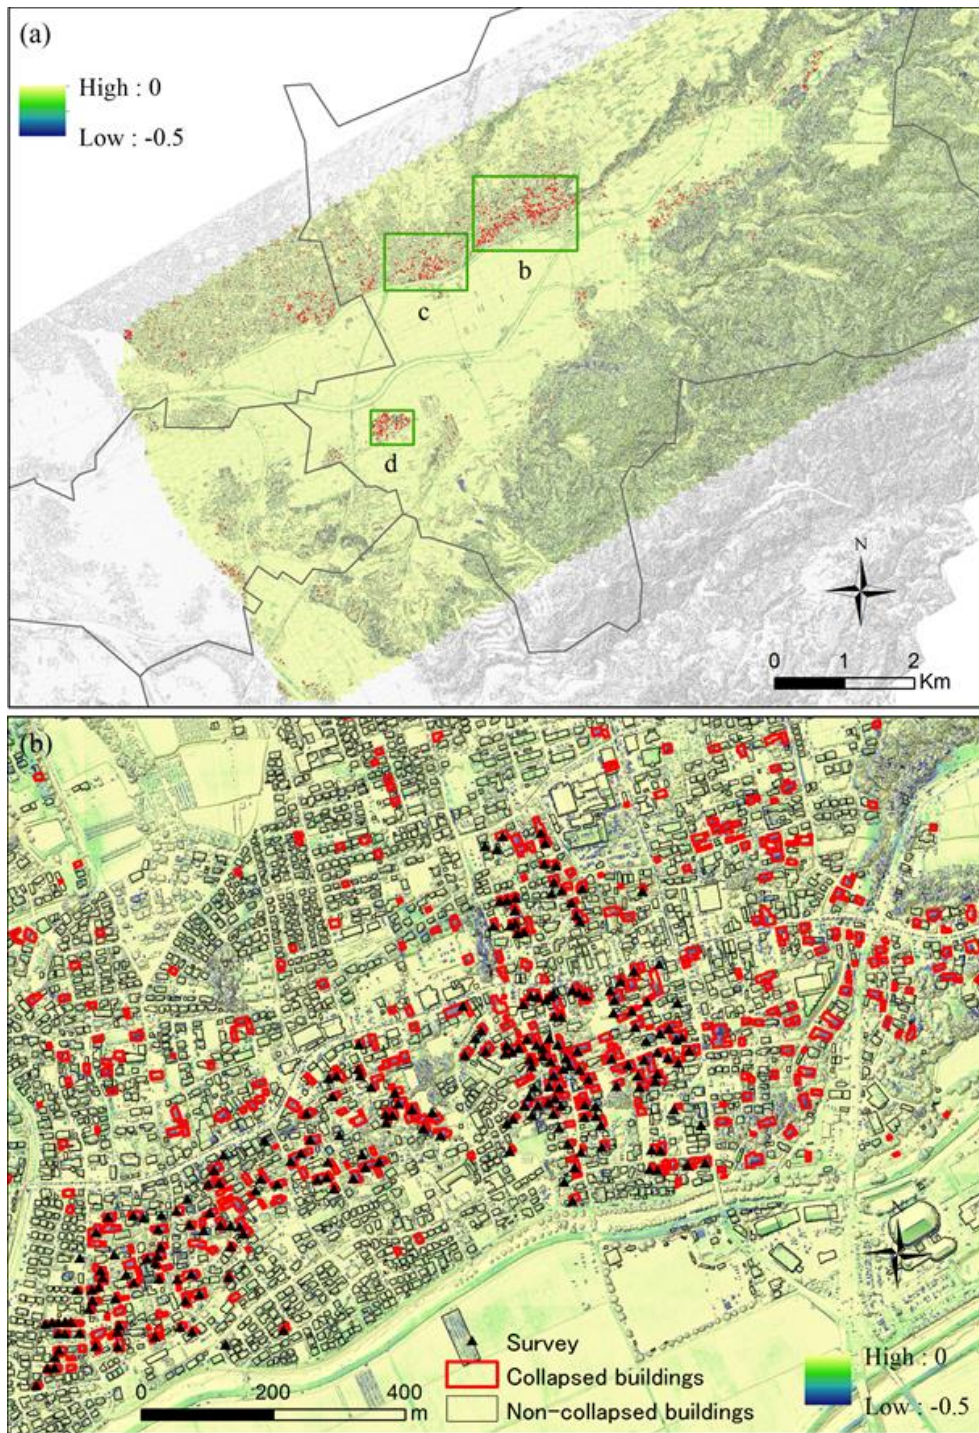 (a)
High : 0
Low : -0.5
b
c
d
N
0 1 2
Km
(b)
Survey
Collapsed buildings
Non-collapsed buildings
0 200 400
m
High : 0
Low : -0.5